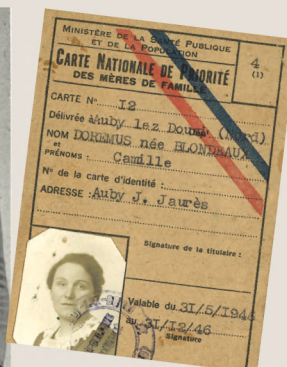 MINISTÈRE DE LA SANTÉ PUBLIQUE
ET DE LA POPULATION
CARTE NATIONALE DE PRIORITÉ
DES MÈRES DE FAMILLE
4
(1)
CARTE N° I2
Délivrée à Auby lez Douai (Nord)
NOM DOREMUS née BLONDEAUX
et
PRÉNOMS : Camille
N° de la carte d'identité :
ADRESSE : Auby J. Jaurès
Signature de la titulaire :
Valable du 31/5/1946
au 31/12/46
Signature